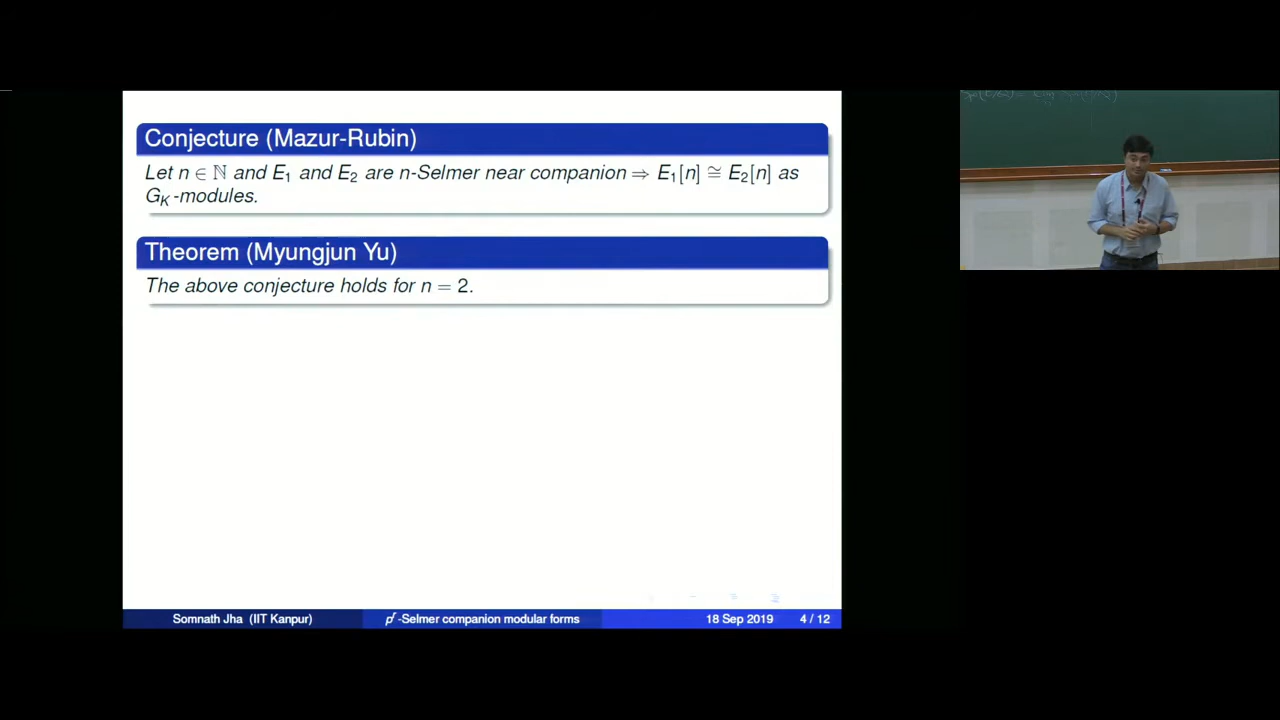 Conjecture (Mazur-Rubin)
Let n ∈ ℕ and E₁ and E₂ are n-Selmer near companion ⇒ E₁[n] ≅ E₂[n] as
G_K-modules.
Theorem (Myungjun Yu)
The above conjecture holds for n = 2.
Somnath Jha (IIT Kanpur)
p^r-Selmer companion modular forms
18 Sep 2019
4 / 12